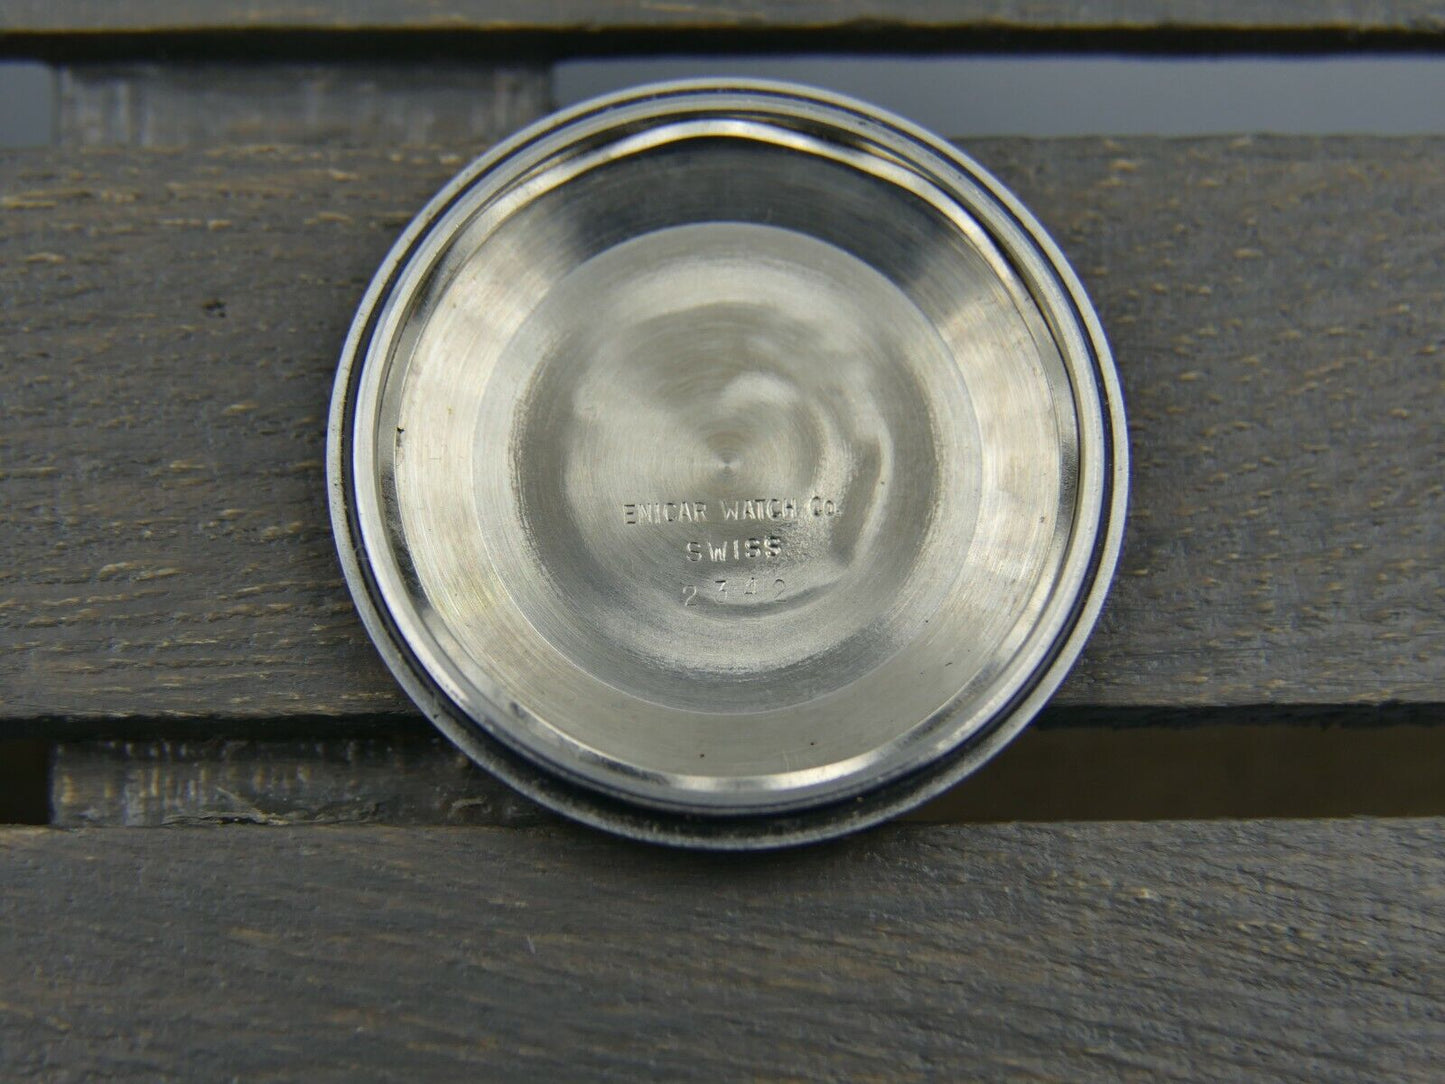 ENICAR WATCH Co.
SWISS
2342